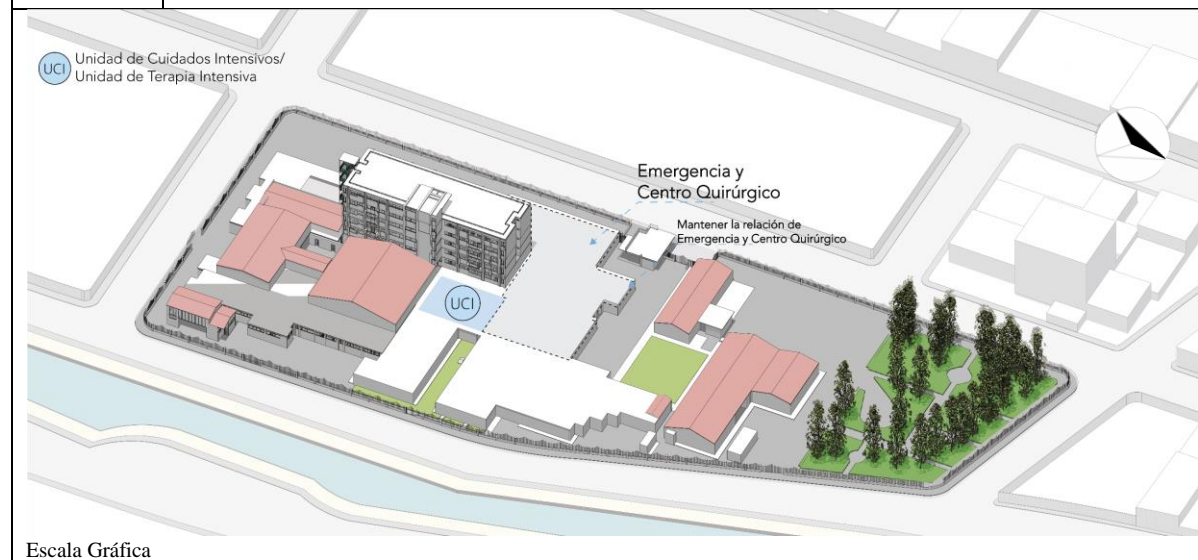 UCI
Unidad de Cuidados Intensivos/
Unidad de Terapia Intensiva
Emergencia y
Centro Quirúrgico
Mantener la relación de
Emergencia y Centro Quirúrgico
UCI
Escala Gráfica